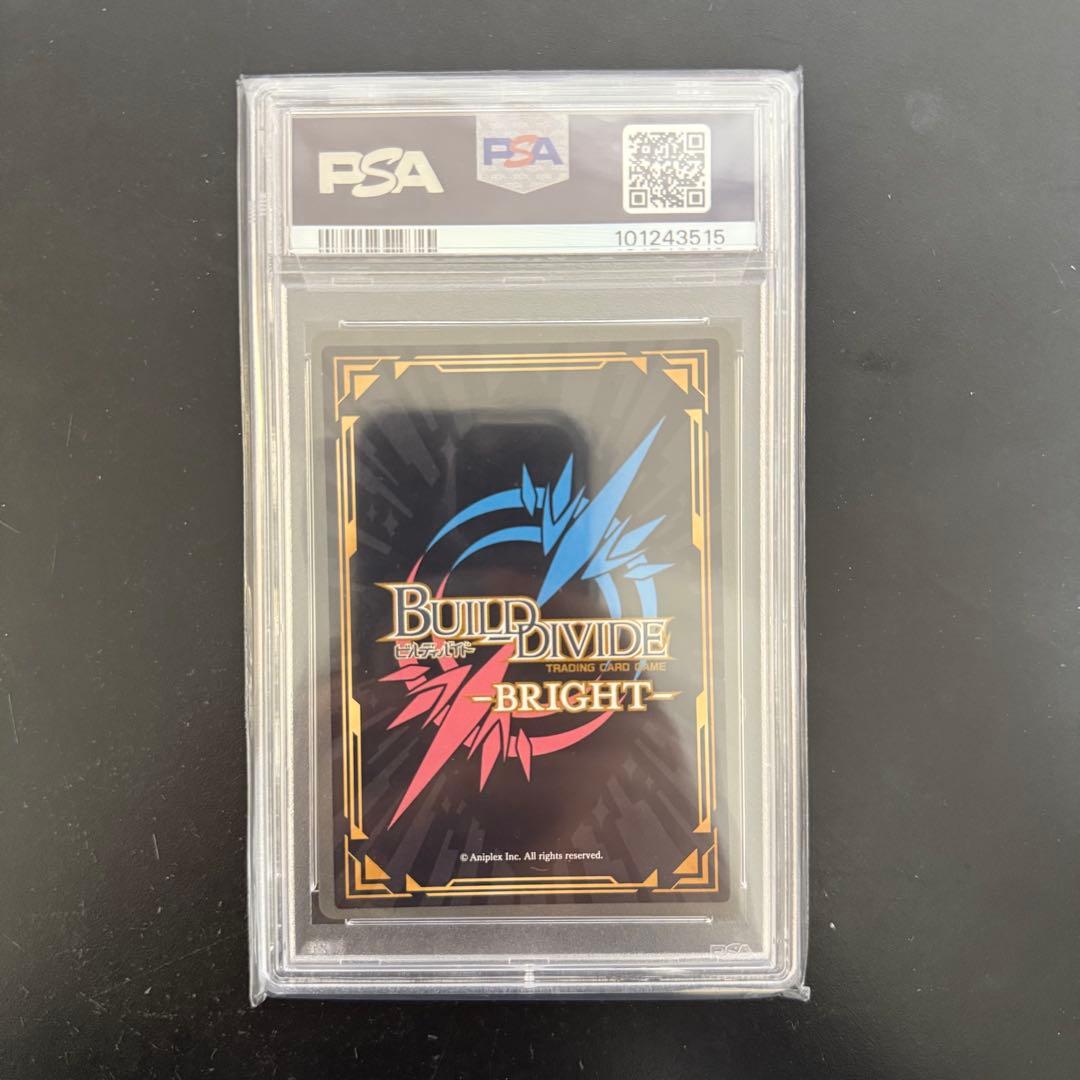 PSA
PSA
101243515
BUILD DIVIDE
ビルディバイド
TRADING CARD GAME
-BRIGHT-
© Aniplex Inc. All rights reserved.
PSA